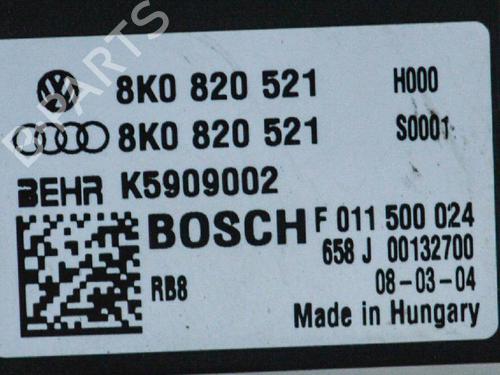 B-PARTS
8K0 820 521 H000
8K0 820 521 S0001
BEHR K5909002
BOSCH F 011 500 024
658 J 00132700
RB8 08-03-04
Made in Hungary